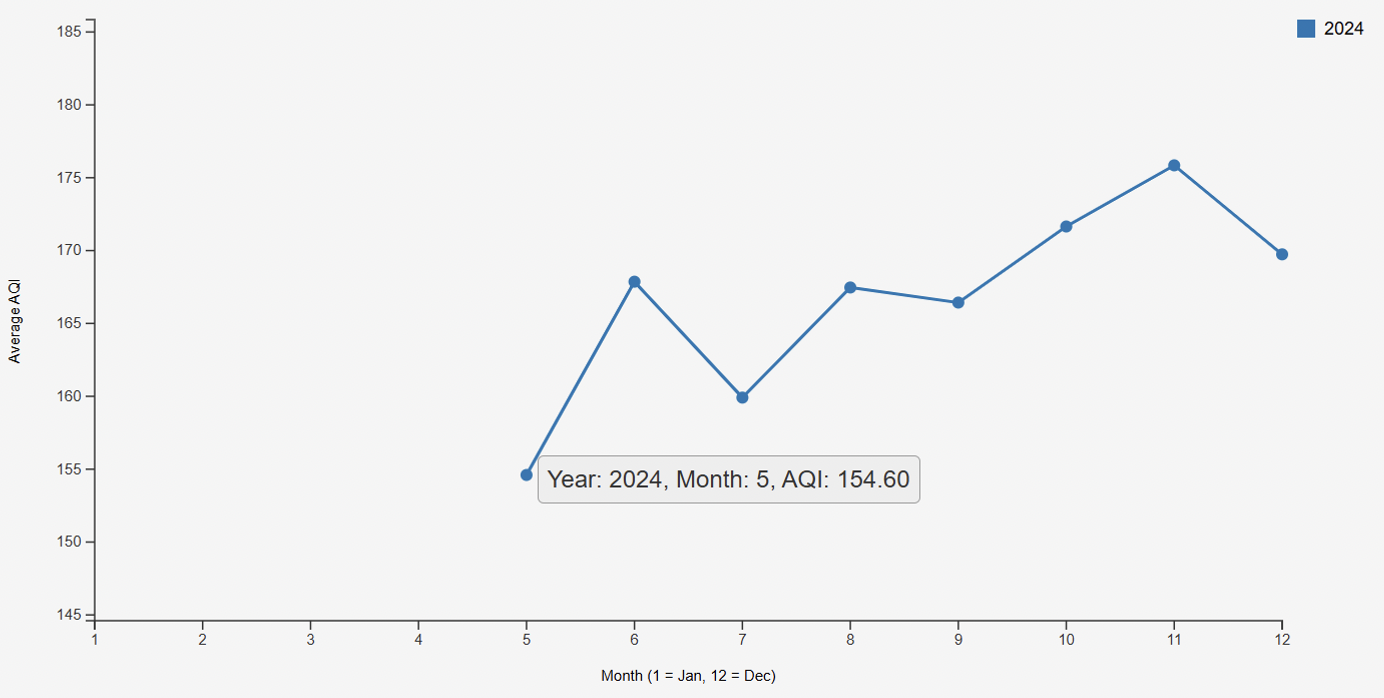 2024
185
180
175
170
165
160
155
150
145
Average AQI
Year: 2024, Month: 5, AQI: 154.60
1 2 3 4 5 6 7 8 9 10 11 12
Month (1 = Jan, 12 = Dec)